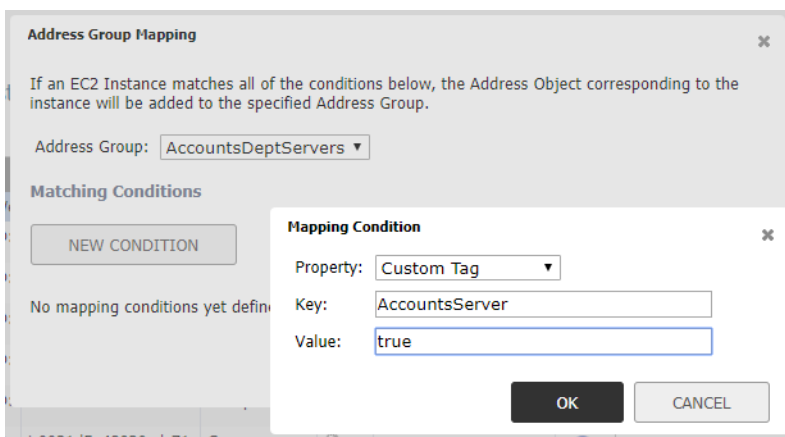 Address Group Mapping
If an EC2 Instance matches all of the conditions below, the Address Object corresponding to the
instance will be added to the specified Address Group.
Address Group: AccountsDeptServers
Matching Conditions
NEW CONDITION
No mapping conditions yet define
Mapping Condition
Property: Custom Tag
Key: AccountsServer
Value: true
OK CANCEL